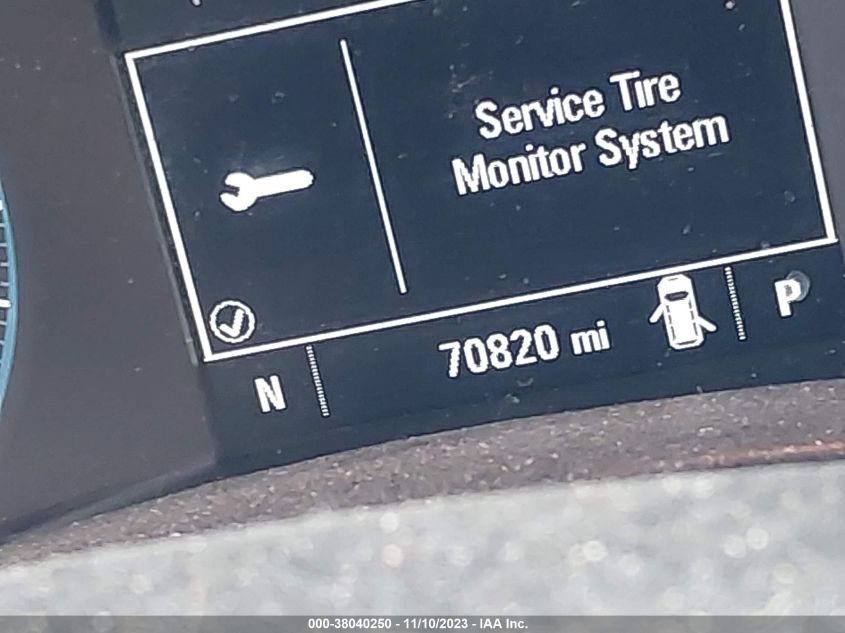 Service Tire
Monitor System
N
70820 mi
P
000-38040250 - 11/10/2023 - IAA Inc.